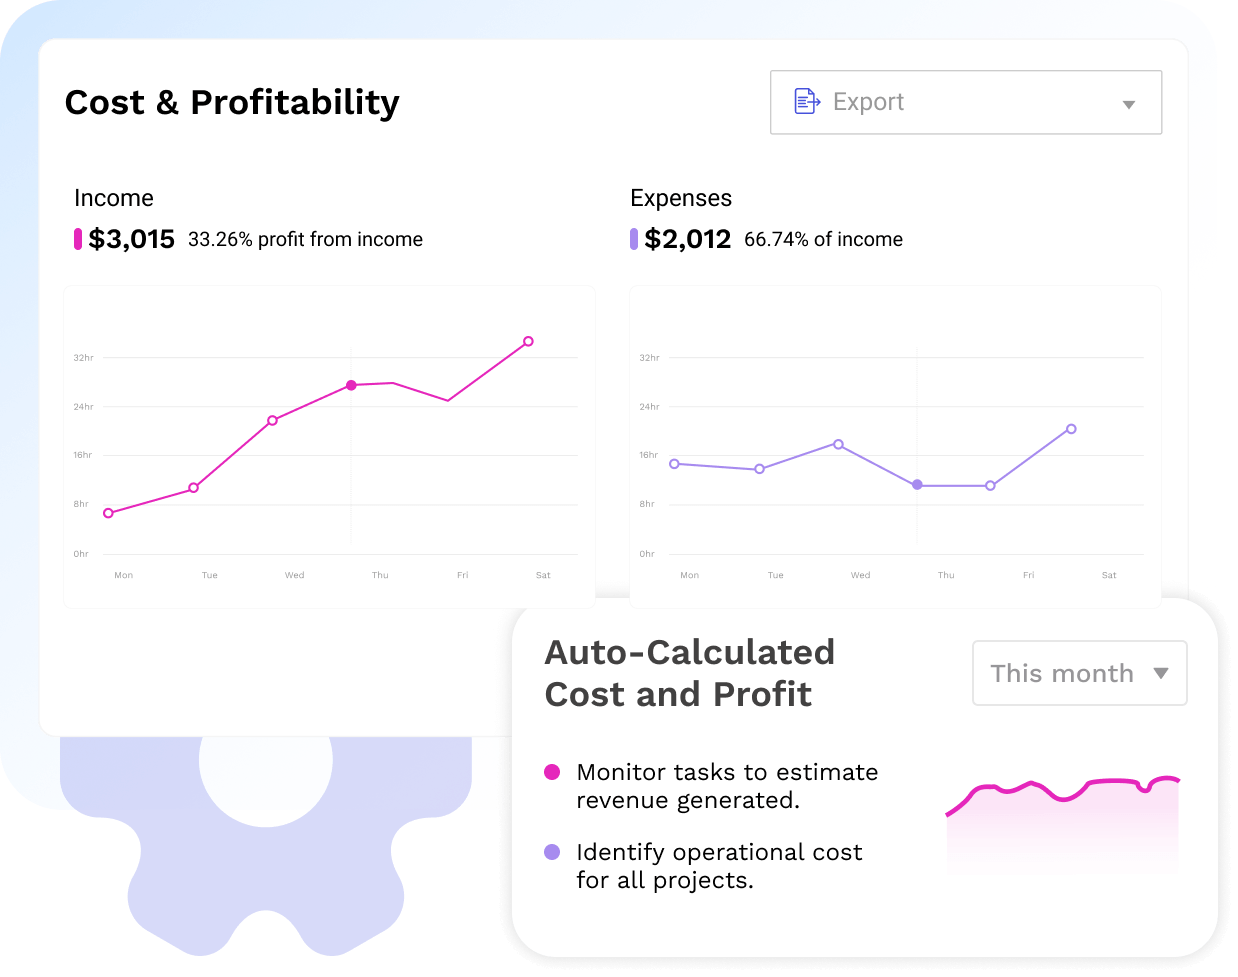 Cost & Profitability
Export
Income
$3,015 33.26% profit from income
32hr
24hr
16hr
8hr
0hr
Mon Tue Wed Thu Fri Sat
Expenses
$2,012 66.74% of income
32hr
24hr
16hr
8hr
0hr
Mon Tue Wed Thu Fri Sat
Auto-Calculated
Cost and Profit
This month
Monitor tasks to estimate
revenue generated.
Identify operational cost
for all projects.